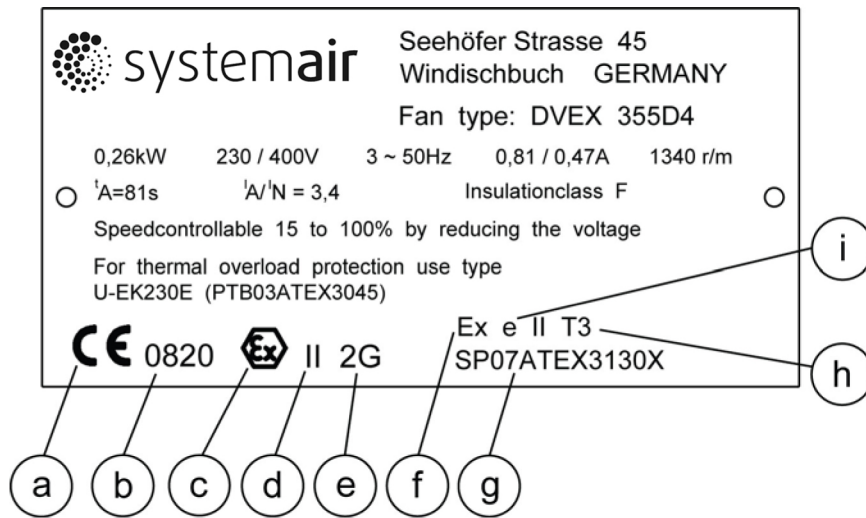 systemair
Seehöfer Strasse 45
Windischbuch GERMANY
Fan type: DVEX 355D4
0,26kW 230 / 400V 3 ~ 50Hz 0,81 / 0,47A 1340 r/m
tA=81s IA/IN = 3,4 Insulationclass F
Speedcontrollable 15 to 100% by reducing the voltage
For thermal overload protection use type
U-EK230E (PTB03ATEX3045)
CE 0820 Ex II 2G
Ex e II T3
SP07ATEX3130X
i
h
a b c d e f g